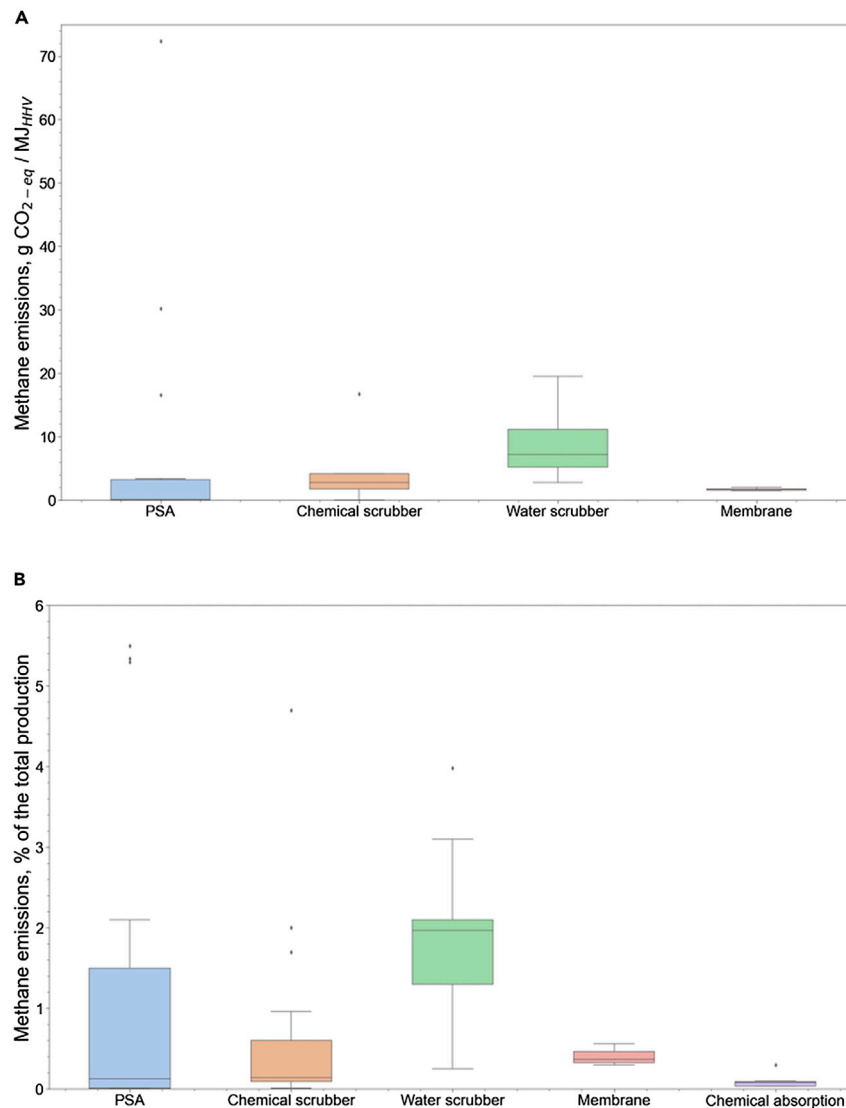 A
Methane emissions, g CO2-eq / MJHHV
70
60
50
40
30
20
10
0
PSA Chemical scrubber Water scrubber Membrane
B
Methane emissions, % of the total production
6
5
4
3
2
1
0
PSA Chemical scrubber Water scrubber Membrane Chemical absorption